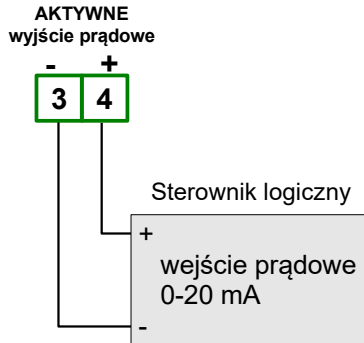 AKTYWNE
wyjście prądowe
- +
3 4
Sterownik logiczny
+
wejście prądowe
0-20 mA
-